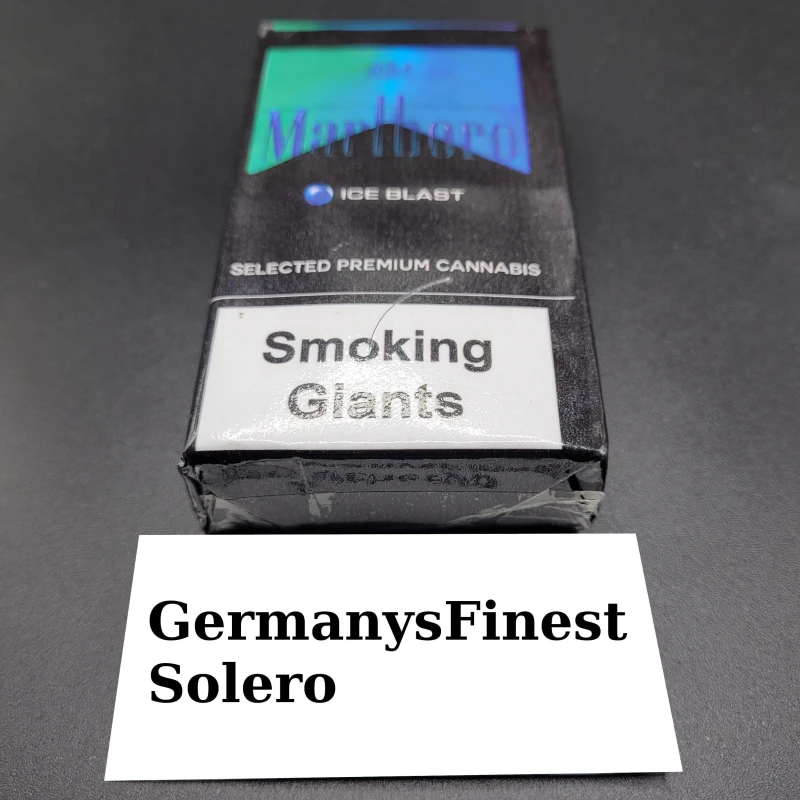 Marlboro
ICE BLAST
SELECTED PREMIUM CANNABIS
Smoking
Giants
GermanysFinest
Solero